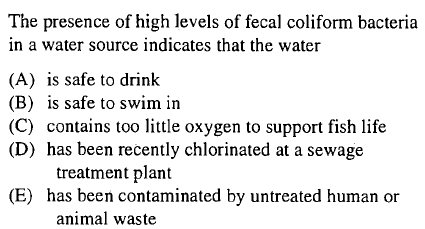 The presence of high levels of fecal coliform bacteria
in a water source indicates that the water
(A) is safe to drink
(B) is safe to swim in
(C) contains too little oxygen to support fish life
(D) has been recently chlorinated at a sewage
treatment plant
(E) has been contaminated by untreated human or
animal waste